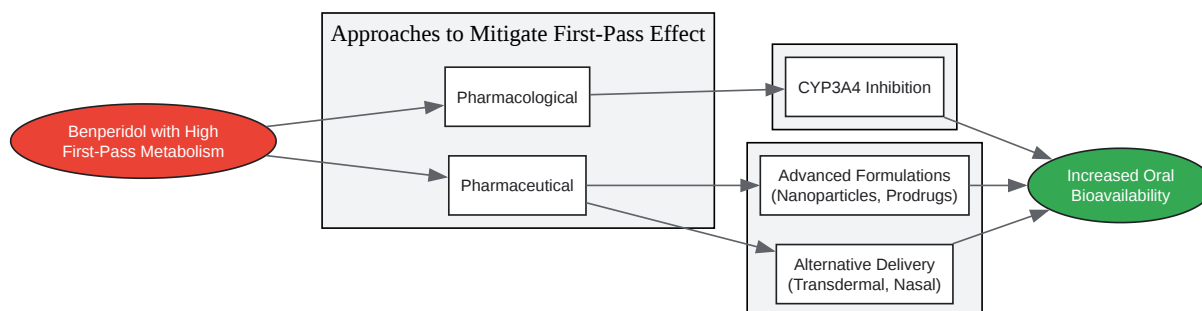 Approaches to Mitigate First-Pass Effect
Benperidol with High
First-Pass Metabolism
Pharmacological
Pharmaceutical
CYP3A4 Inhibition
Advanced Formulations
(Nanoparticles, Prodrugs)
Alternative Delivery
(Transdermal, Nasal)
Increased Oral
Bioavailability